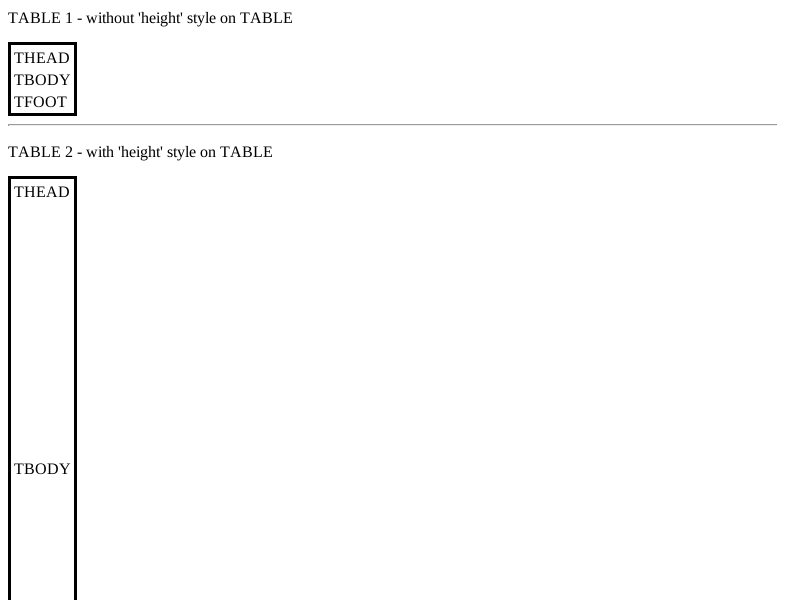 TABLE 1 - without 'height' style on TABLE
THEAD
TBODY
TFOOT
TABLE 2 - with 'height' style on TABLE
THEAD
TBODY